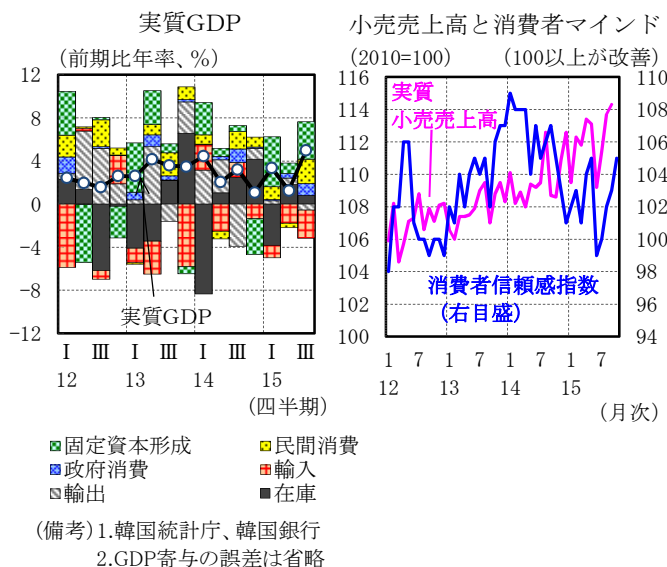 実質GDP
(前期比年率、%)
12
8
4
0
−4
−8
−12
実質GDP
Ⅰ Ⅲ Ⅰ Ⅲ Ⅰ Ⅲ Ⅰ Ⅲ
12 13 14 15
(四半期)
小売売上高と消費者マインド
(2010=100) (100以上が改善)
116 110
114 108
112 106
110 104
108 102
106 100
104 98
102 96
100 94
実質
小売売上高
消費者信頼感指数
(右目盛)
1 7 1 7 1 7 1 7
12 13 14 15
(月次)
固定資本形成 民間消費
政府消費 輸入
輸出 在庫
(備考)1.韓国統計庁、韓国銀行
2.GDP寄与の誤差は省略